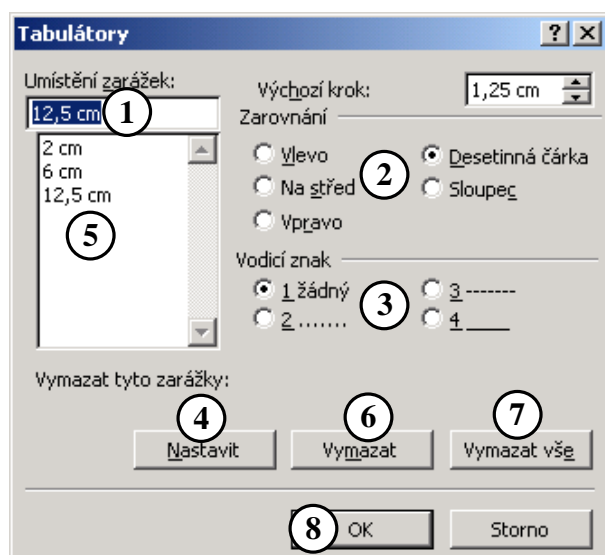 Tabulátory
Umístění zarážek:
Výchozí krok: 1,25 cm
12,5 cm 1
Zarovnání
2 cm
6 cm
12,5 cm
5
Vlevo
Na střed
Vpravo
2
Desetinná čárka
Sloupec
Vodicí znak
1 žádný
2 .......
3
3 -------
4 ____
Vymazat tyto zarážky:
4 6 7
Nastavit Vymazat Vymazat vše
8 OK Storno